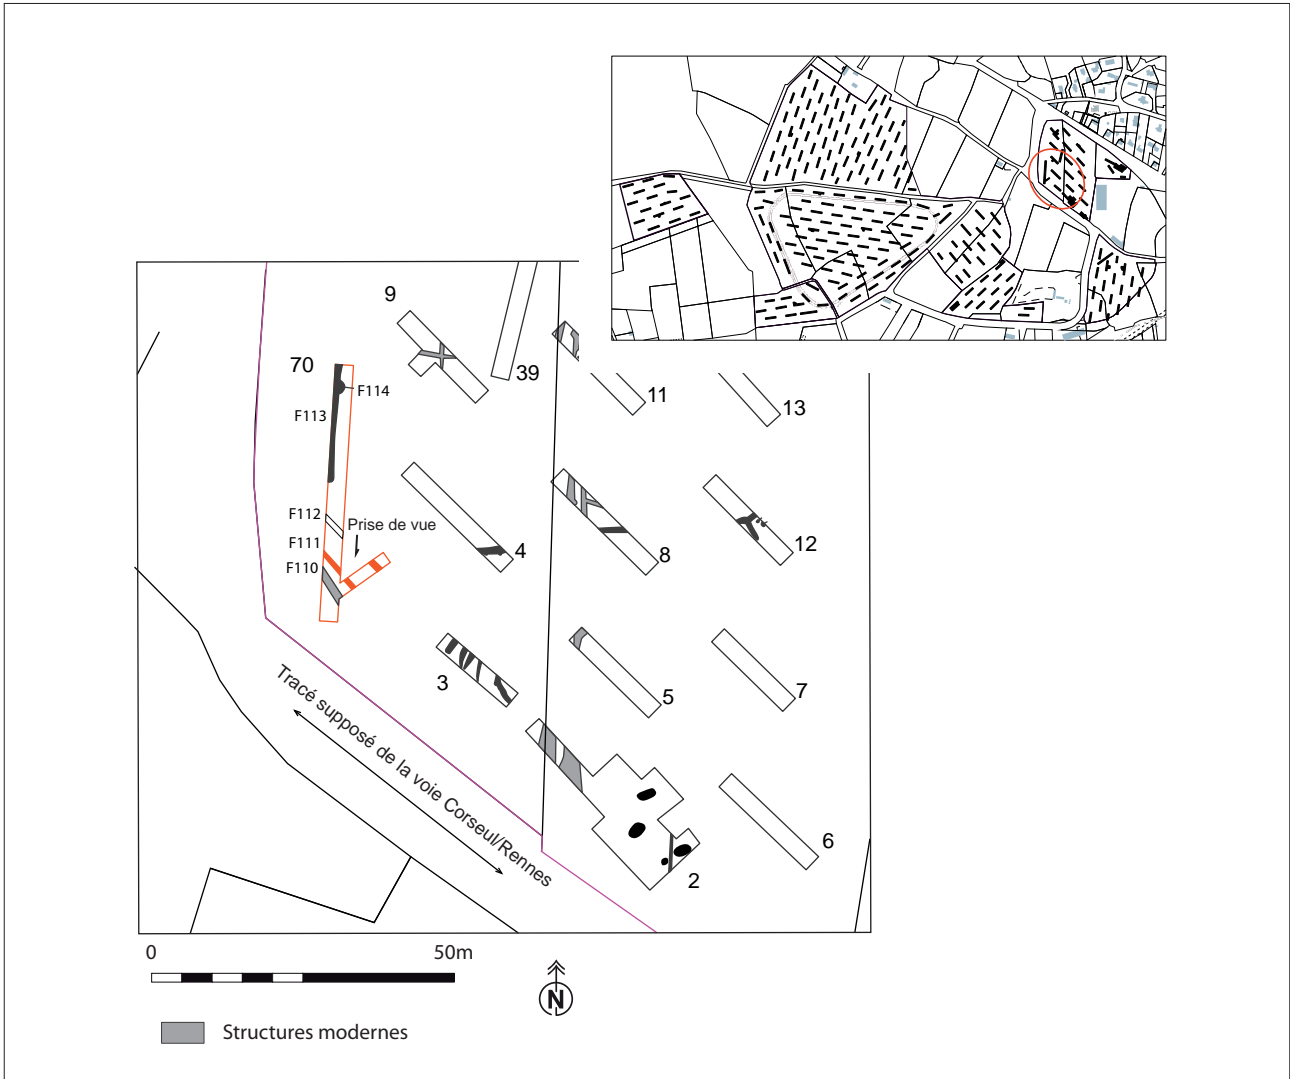 9
39
11
13
70
F114
F113
F112
Prise de vue
F111
F110
4
8
12
3
5
7
Tracé supposé de la voie Corseul/Rennes
6
2
0 50m
N
Structures modernes